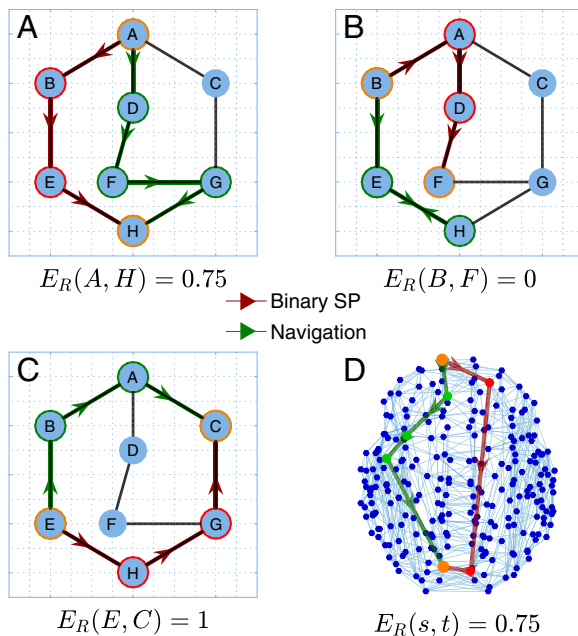 A
A
B
C
D
E
F
G
H
E_R(A, H) = 0.75
B
A
B
C
D
E
F
G
H
E_R(B, F) = 0
Binary SP
Navigation
C
A
B
C
D
E
F
G
H
E_R(E, C) = 1
D
E_R(s, t) = 0.75